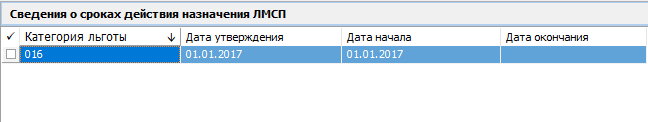 Сведения о сроках действия назначения ЛМСП
Категория льготы Дата утверждения Дата начала Дата окончания
016 01.01.2017 01.01.2017